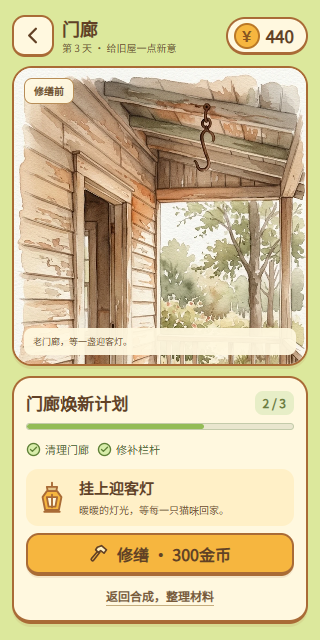 门廊
第 3 天 · 给旧屋一点新意
¥ 440
修缮前
老门廊，等一盏迎客灯。
门廊焕新计划
2 / 3
清理门廊 修补栏杆
挂上迎客灯
暖暖的灯光，等每一只猫咪回家。
修缮 · 300金币
返回合成，整理材料